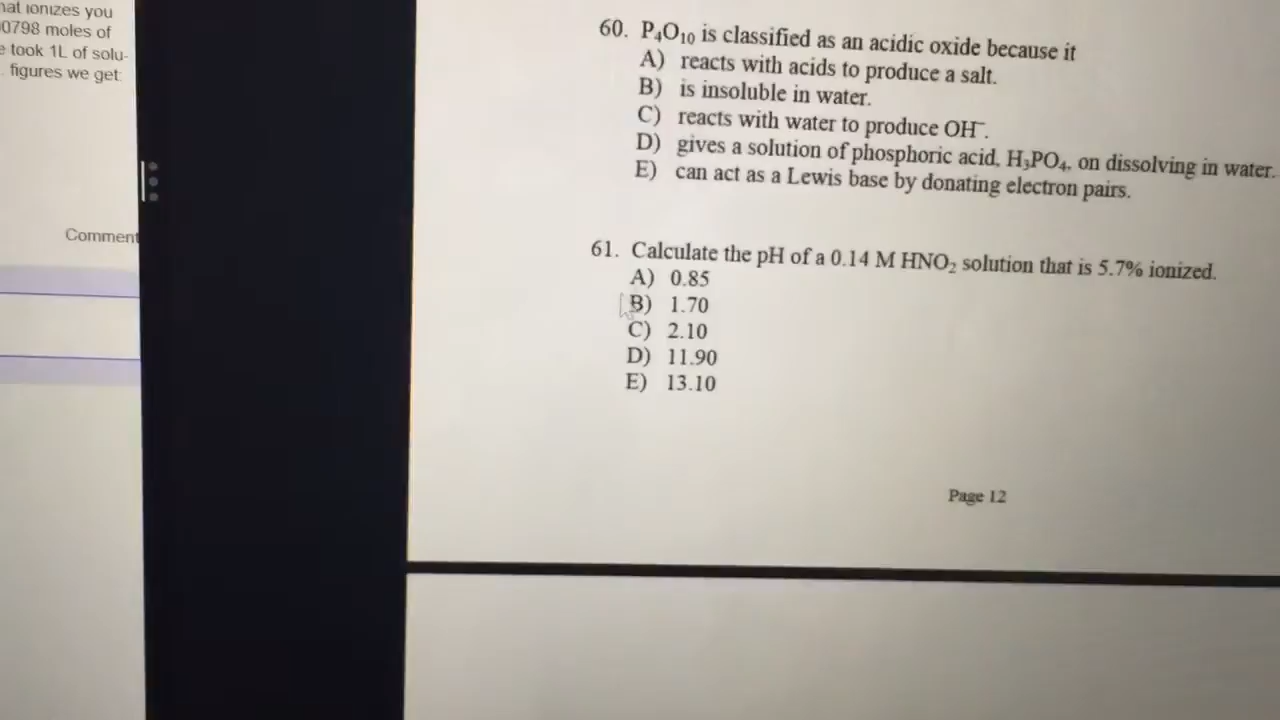 hat ionizes you
0798 moles of
e took 1L of solu-
figures we get:
Comment
60. P₄O₁₀ is classified as an acidic oxide because it
A) reacts with acids to produce a salt.
B) is insoluble in water.
C) reacts with water to produce OH⁻.
D) gives a solution of phosphoric acid, H₃PO₄, on dissolving in water.
E) can act as a Lewis base by donating electron pairs.
61. Calculate the pH of a 0.14 M HNO₂ solution that is 5.7% ionized.
A) 0.85
B) 1.70
C) 2.10
D) 11.90
E) 13.10
Page 12